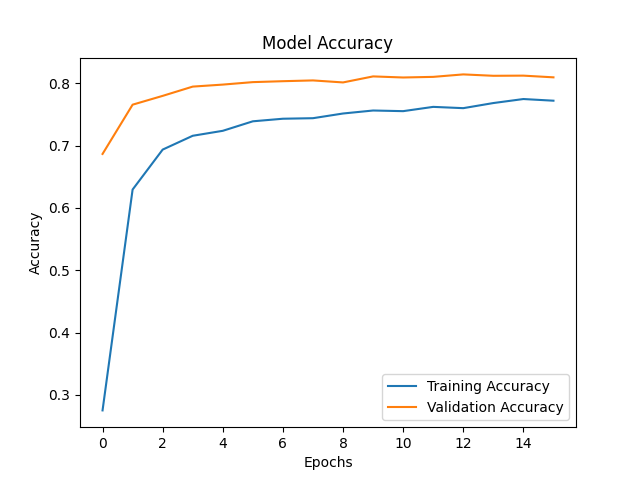 Model Accuracy
Accuracy
0.8
0.7
0.6
0.5
0.4
0.3
Training Accuracy
Validation Accuracy
0 2 4 6 8 10 12 14
Epochs